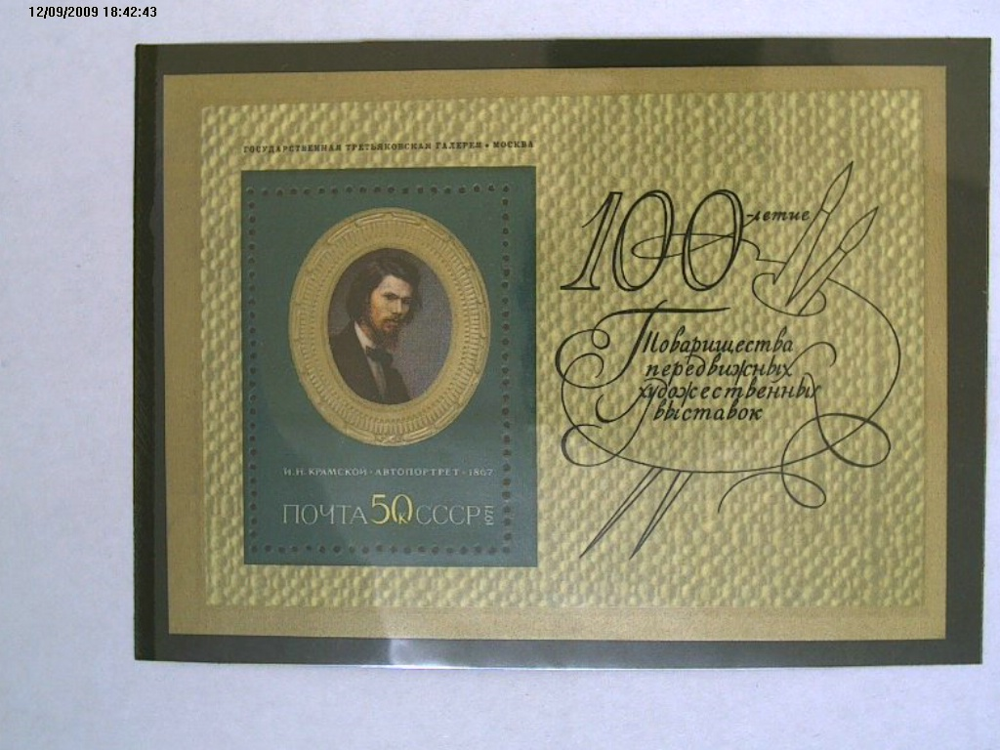 12/09/2009 18:42:43
ГОСУДАРСТВЕННАЯ ТРЕТЬЯКОВСКАЯ ГАЛЕРЕЯ • МОСКВА
И. Н. КРАМСКОЙ • АВТОПОРТРЕТ • 1867
ПОЧТА 50к СССР 1971
100-летие
Товарищества
передвижных
художественных
выставок